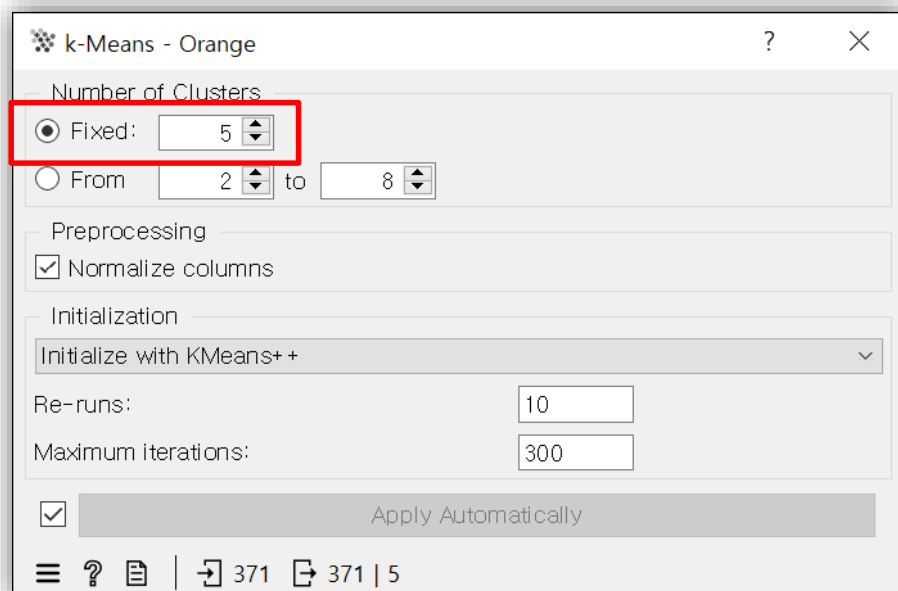 k-Means - Orange ?
Number of Clusters
Fixed: 5
From 2 to 8
Preprocessing
Normalize columns
Initialization
Initialize with KMeans++
Re-runs: 10
Maximum iterations: 300
Apply Automatically
? 371 371 | 5